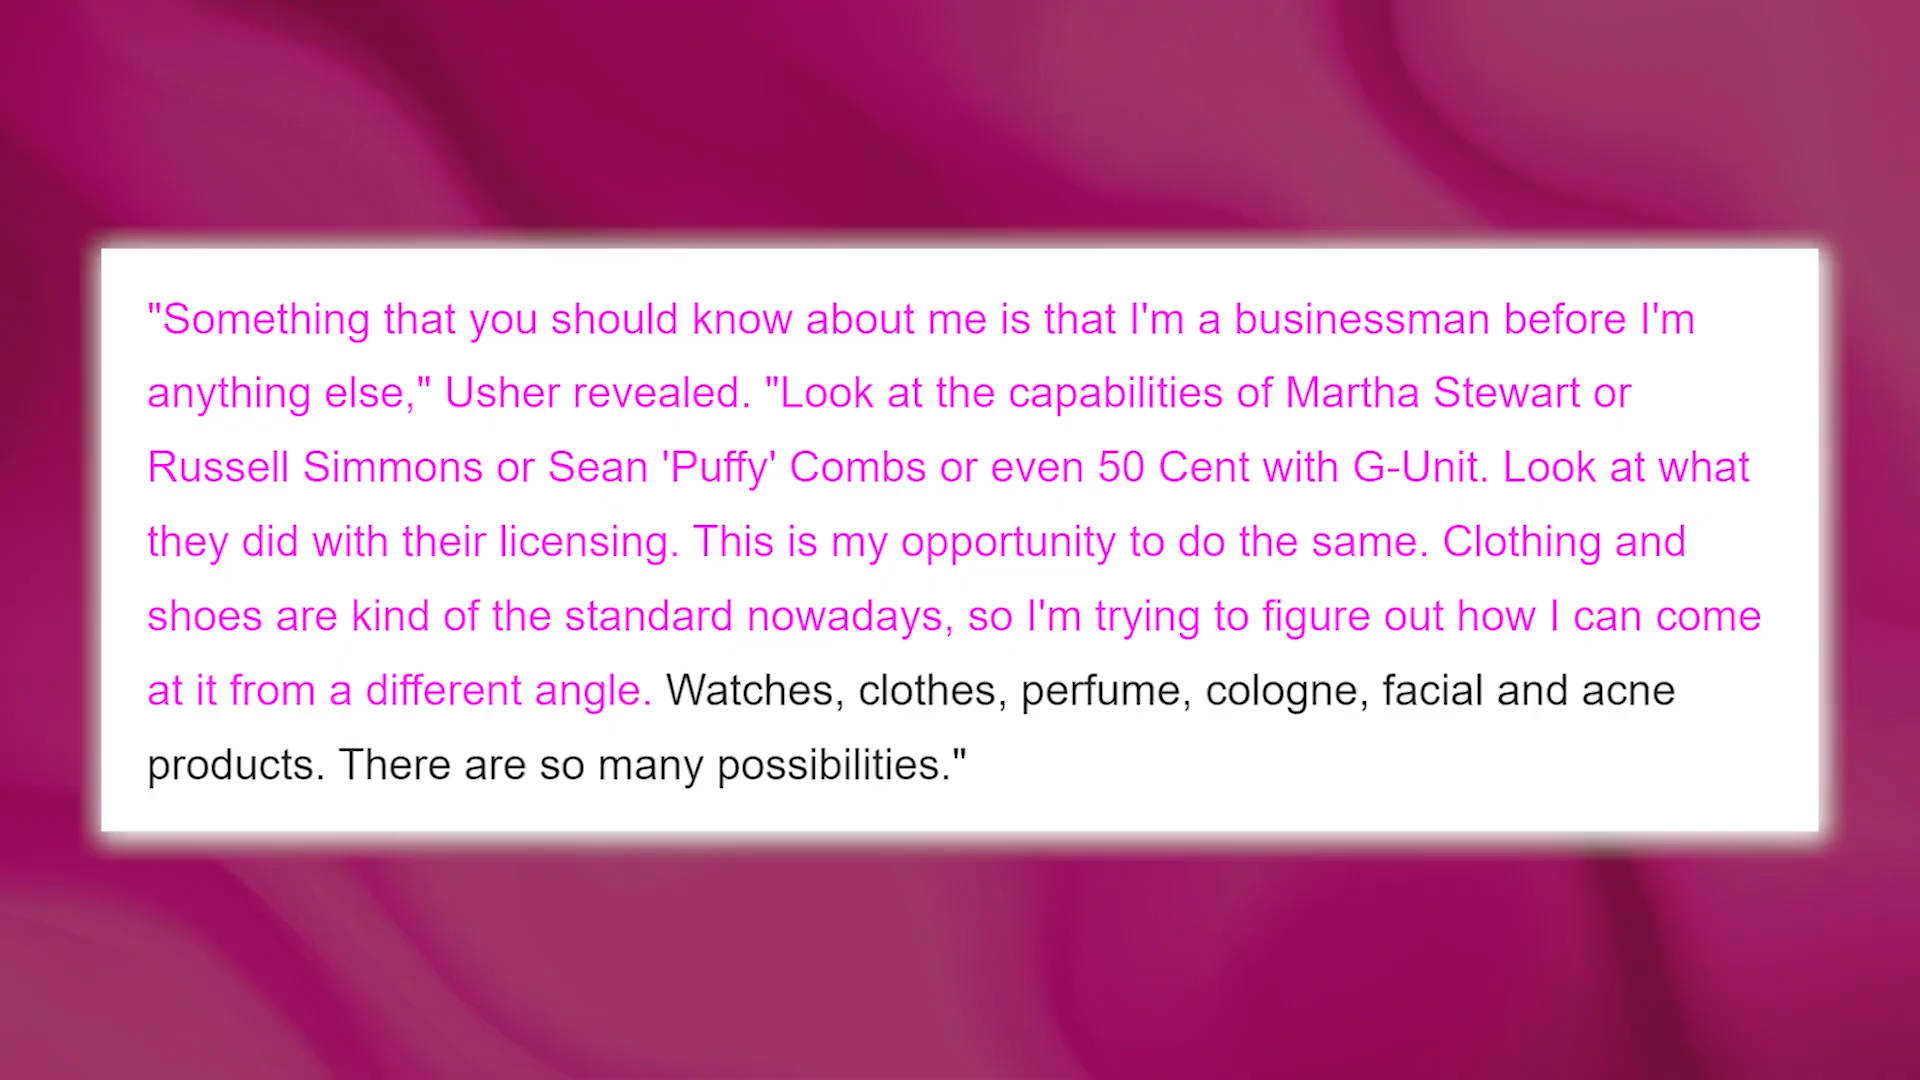 "Something that you should know about me is that I'm a businessman before I'm
anything else," Usher revealed. "Look at the capabilities of Martha Stewart or
Russell Simmons or Sean 'Puffy' Combs or even 50 Cent with G-Unit. Look at what
they did with their licensing. This is my opportunity to do the same. Clothing and
shoes are kind of the standard nowadays, so I'm trying to figure out how I can come
at it from a different angle. Watches, clothes, perfume, cologne, facial and acne
products. There are so many possibilities."